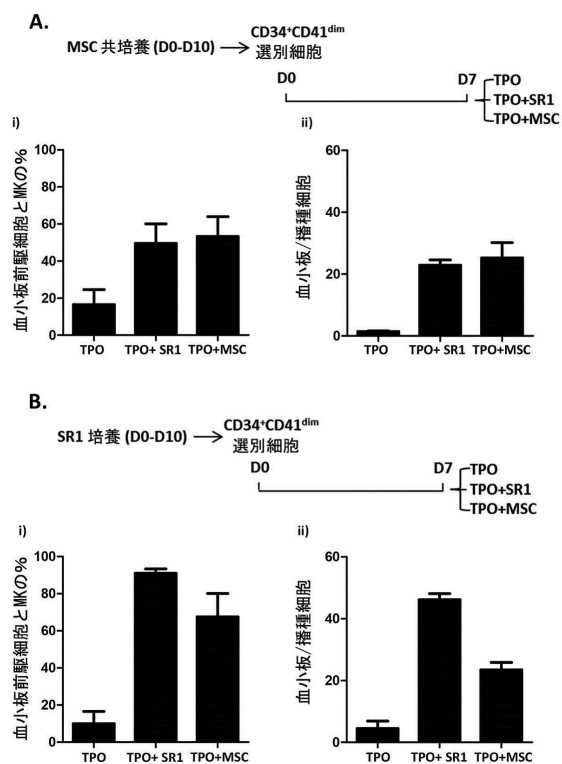 A.
MSC 共培養 (D0-D10) → CD34⁺CD41ᵈⁱᵐ
選別細胞
D0 D7
TPO
TPO+SR1
TPO+MSC
i)
血小板前駆細胞とMKの%
100
80
60
40
20
0
TPO TPO+ SR1 TPO+MSC
ii)
血小板/播種細胞
60
40
20
0
TPO TPO+ SR1 TPO+MSC
B.
SR1 培養 (D0-D10) → CD34⁺CD41ᵈⁱᵐ
選別細胞
D0 D7
TPO
TPO+SR1
TPO+MSC
i)
血小板前駆細胞とMKの%
100
80
60
40
20
0
TPO TPO+ SR1 TPO+MSC
ii)
血小板/播種細胞
60
40
20
0
TPO TPO+ SR1 TPO+MSC